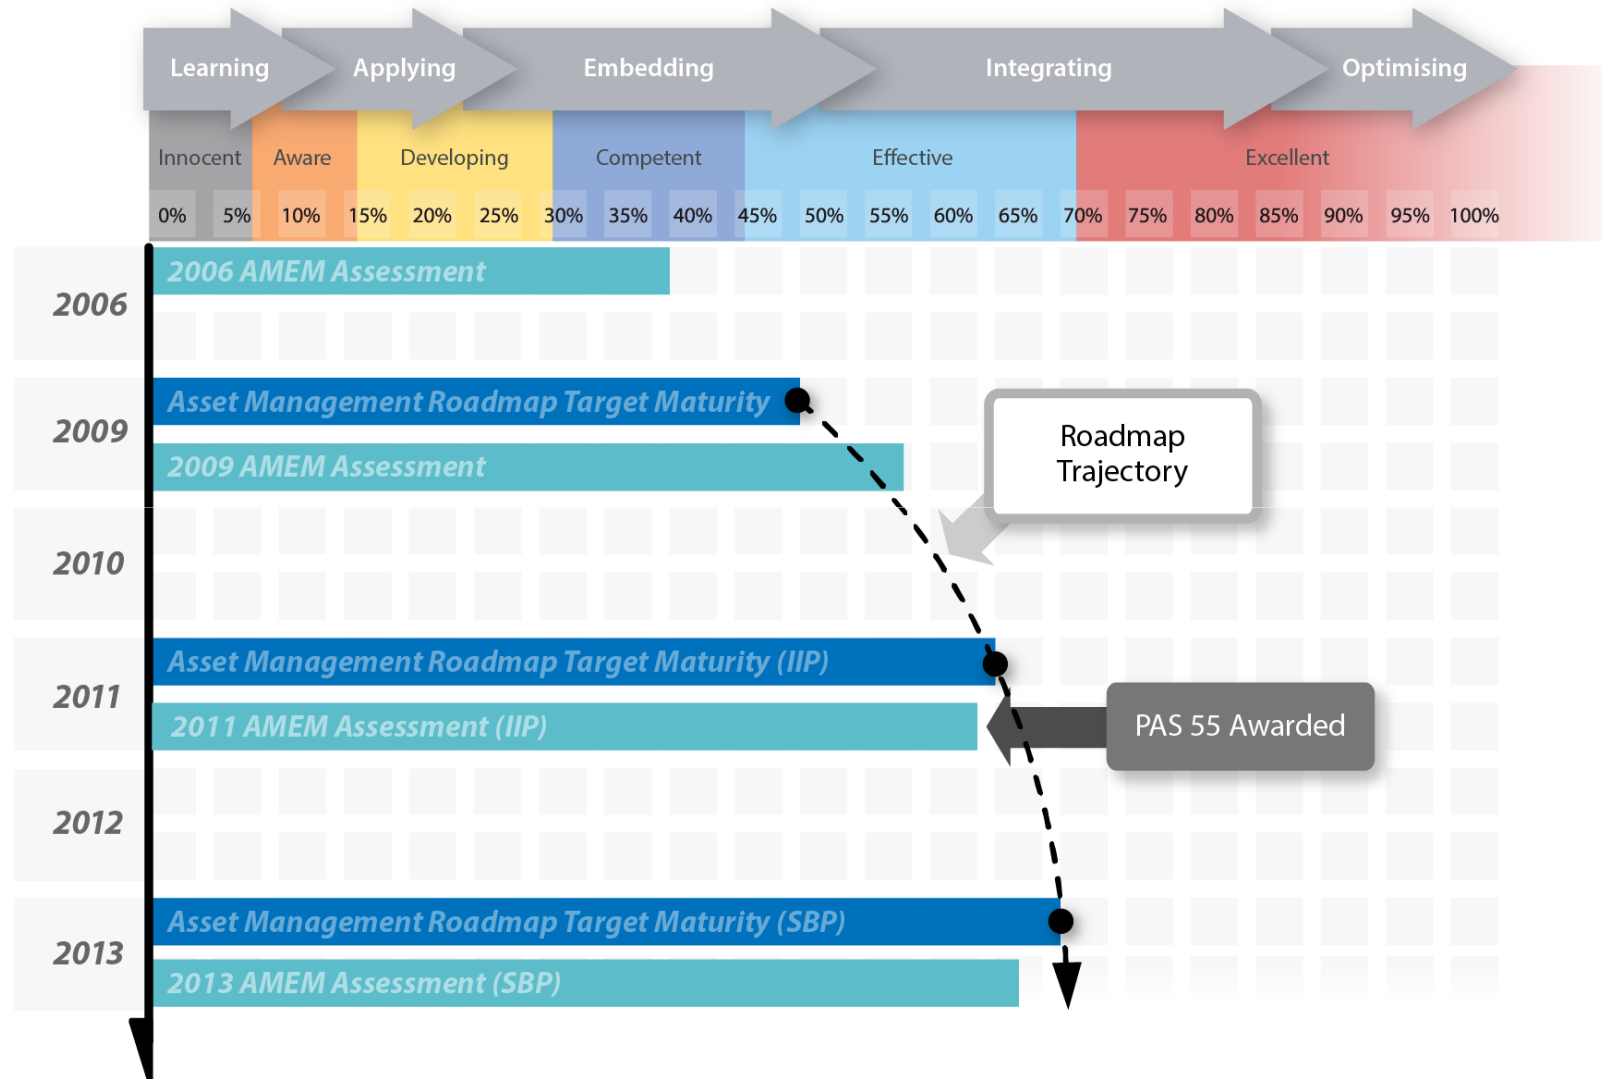 Learning Applying Embedding Integrating Optimising
Innocent Aware Developing Competent Effective Excellent
0% 5% 10% 15% 20% 25% 30% 35% 40% 45% 50% 55% 60% 65% 70% 75% 80% 85% 90% 95% 100%
2006 AMEM Assessment
2006
Asset Management Roadmap Target Maturity
2009
2009 AMEM Assessment
Roadmap
Trajectory
2010
Asset Management Roadmap Target Maturity (IIP)
2011
2011 AMEM Assessment (IIP)
PAS 55 Awarded
2012
Asset Management Roadmap Target Maturity (SBP)
2013
2013 AMEM Assessment (SBP)